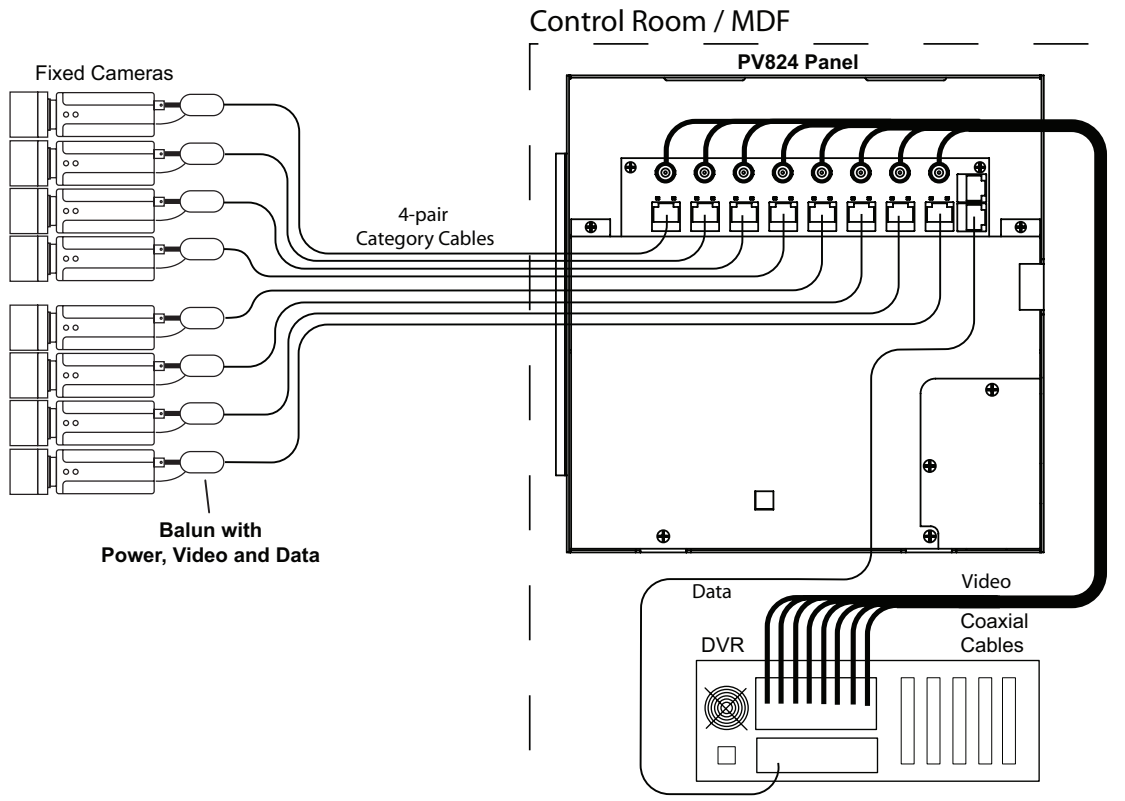 Control Room / MDF
PV824 Panel
Fixed Cameras
4-pair
Category Cables
Balun with
Power, Video and Data
Data
Video
Coaxial
Cables
DVR